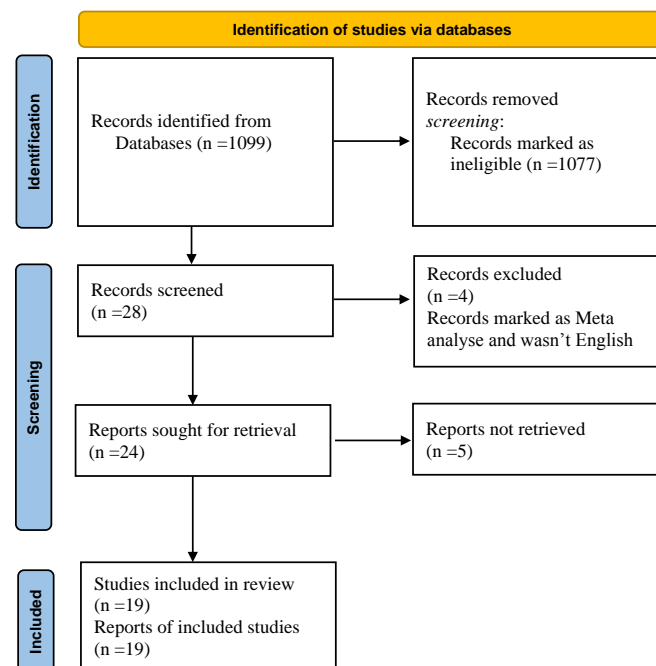 Identification of studies via databases
Identification
Records identified from
Databases (n =1099)
Records removed
screening:
Records marked as
ineligible (n =1077)
Screening
Records screened
(n =28)
Records excluded
(n =4)
Records marked as Meta
analyse and wasn't English
Reports sought for retrieval
(n =24)
Reports not retrieved
(n =5)
Included
Studies included in review
(n =19)
Reports of included studies
(n =19)